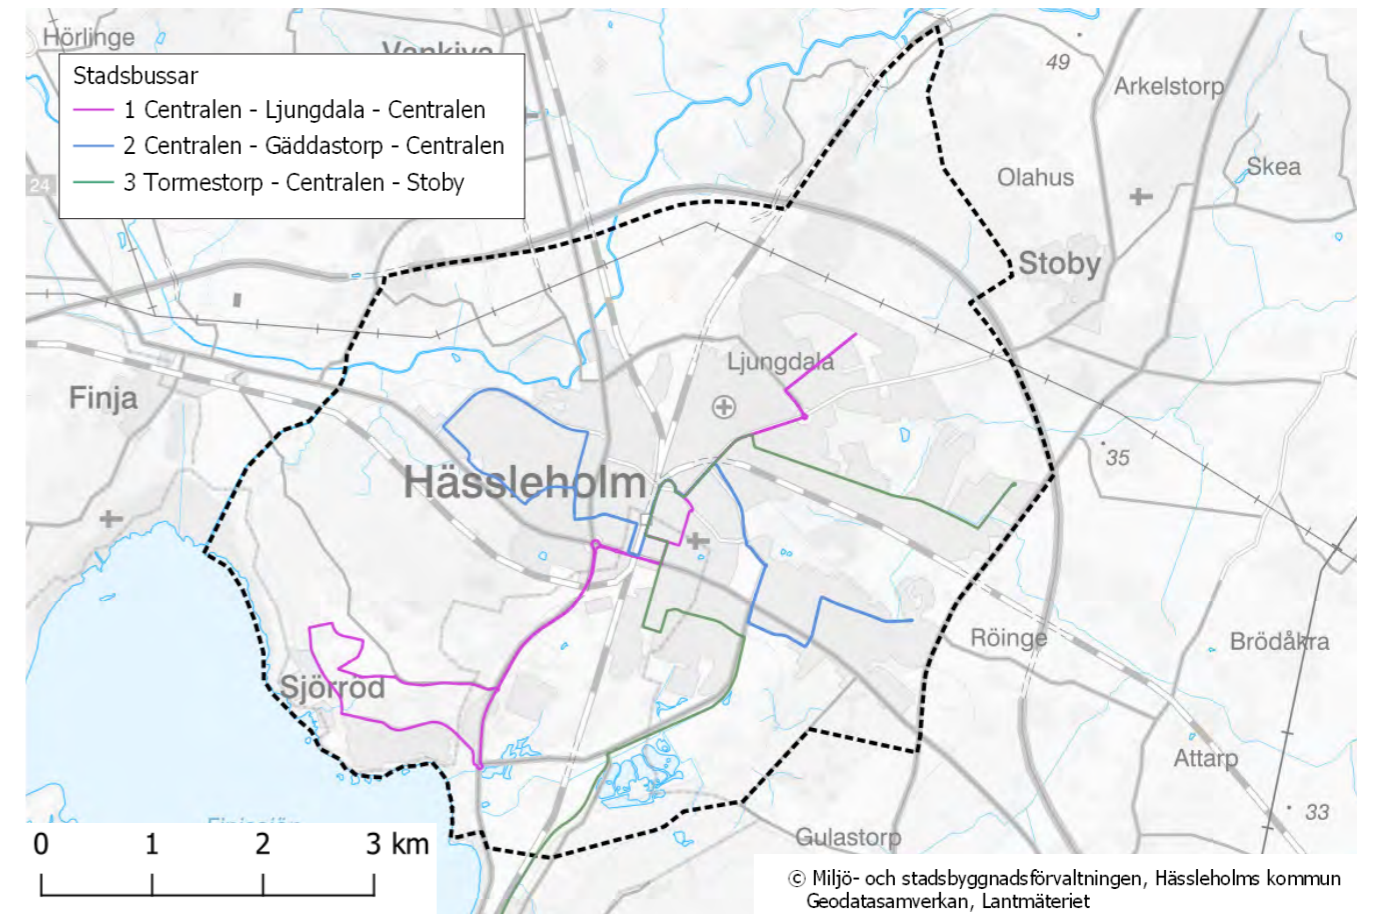 Hörlinge
Vankiva
Stadsbussar
1 Centralen - Ljungdala - Centralen
2 Centralen - Gäddastorp - Centralen
3 Tormestorp - Centralen - Stoby
24
49
Arkelstorp
Skea
Olahus
Stoby
Ljungdala
Finja
35
Hässleholm
Röinge
Brödåkra
Sjörröd
Attarp
33
Gulastorp
0 1 2 3 km
© Miljö- och stadsbyggnadsförvaltningen, Hässleholms kommun
Geodatasamverkan, Lantmäteriet